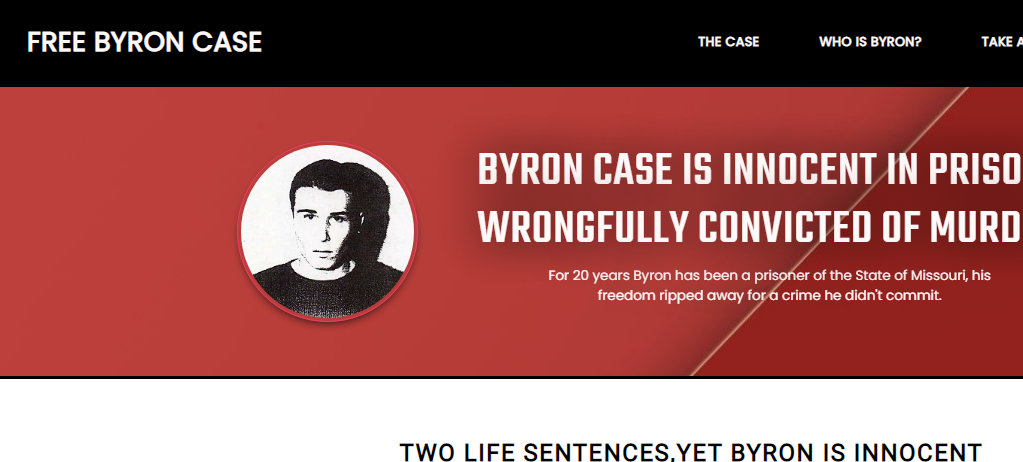 FREE BYRON CASE
THE CASE WHO IS BYRON? TAKE A
BYRON CASE IS INNOCENT IN PRISO
WRONGFULLY CONVICTED OF MURD
For 20 years Byron has been a prisoner of the State of Missouri, his
freedom ripped away for a crime he didn't commit.
TWO LIFE SENTENCES,YET BYRON IS INNOCENT